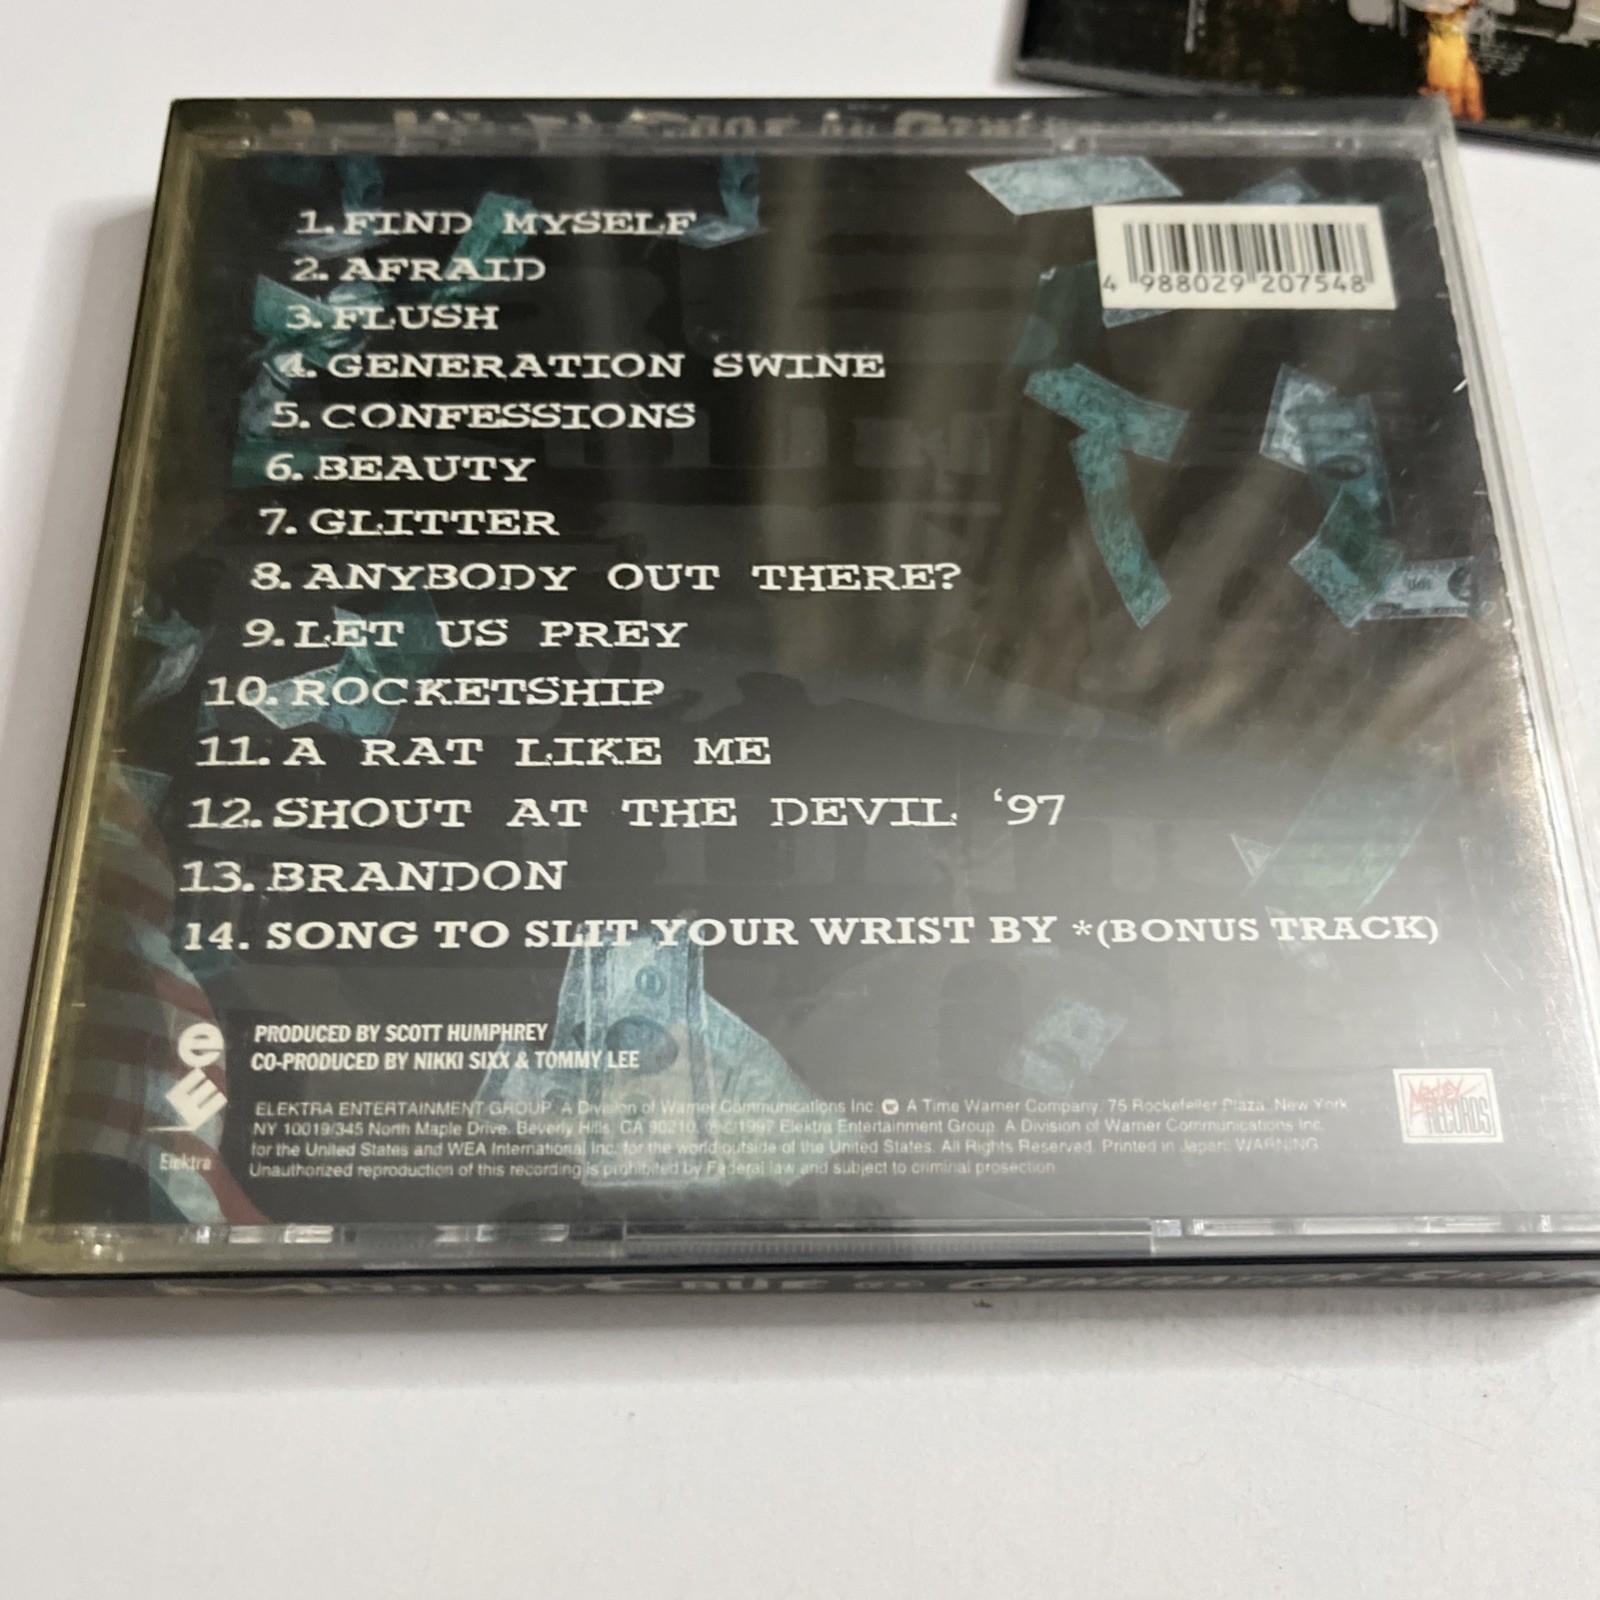 1. FIND MYSELF
2. AFRAID
3. FLUSH
4. GENERATION SWINE
5. CONFESSIONS
6. BEAUTY
7. GLITTER
8. ANYBODY OUT THERE?
9. LET US PREY
10. ROCKETSHIP
11. A RAT LIKE ME
12. SHOUT AT THE DEVIL '97
13. BRANDON
14. SONG TO SLIT YOUR WRIST BY *(BONUS TRACK)
4 988029 207548
PRODUCED BY SCOTT HUMPHREY
CO-PRODUCED BY NIKKI SIXX & TOMMY LEE
ELEKTRA ENTERTAINMENT GROUP. A Division of Warner Communications Inc. A Time Warner Company. 75 Rockefeller Plaza. New York
NY 10019/345 North Maple Drive. Beverly Hills. CA 90210. ℗©1997 Elektra Entertainment Group. A Division of Warner Communications Inc.
for the United States and WEA International Inc. for the world outside of the United States. All Rights Reserved. Printed in Japan. WARNING
Unauthorized reproduction of this recording is prohibited by Federal law and subject to criminal prosection
Elektra
Mötley RECORDS
MÖTLEY CRÜE GENERATION SWINE